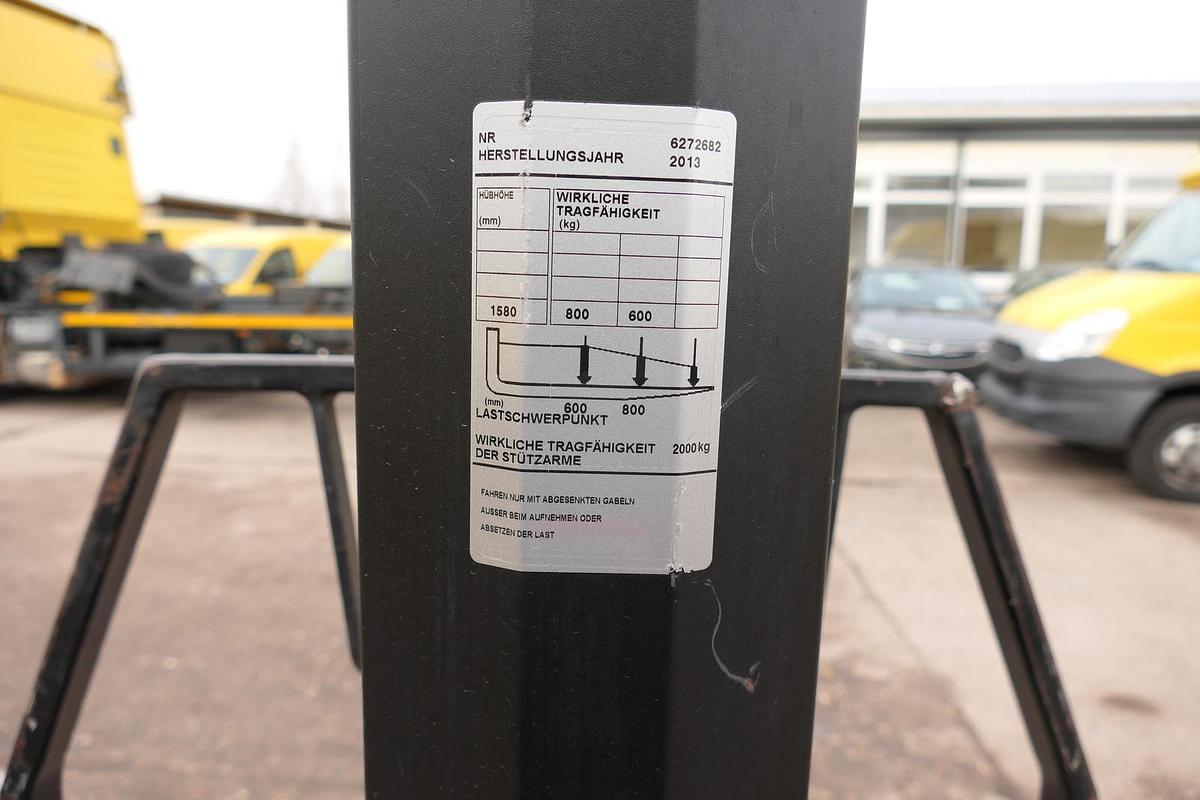 NR 6272682
HERSTELLUNGSJAHR 2013
HÜBHÖHE
(mm)
WIRKLICHE
TRAGFÄHIGKEIT
(kg)
1580 800 600
(mm) 600 800
LASTSCHWERPUNKT
WIRKLICHE TRAGFÄHIGKEIT 2000 kg
DER STÜTZARME
FAHREN NUR MIT ABGESENKTEN GABELN
AUSSER BEIM AUFNEHMEN ODER
ABSETZEN DER LAST